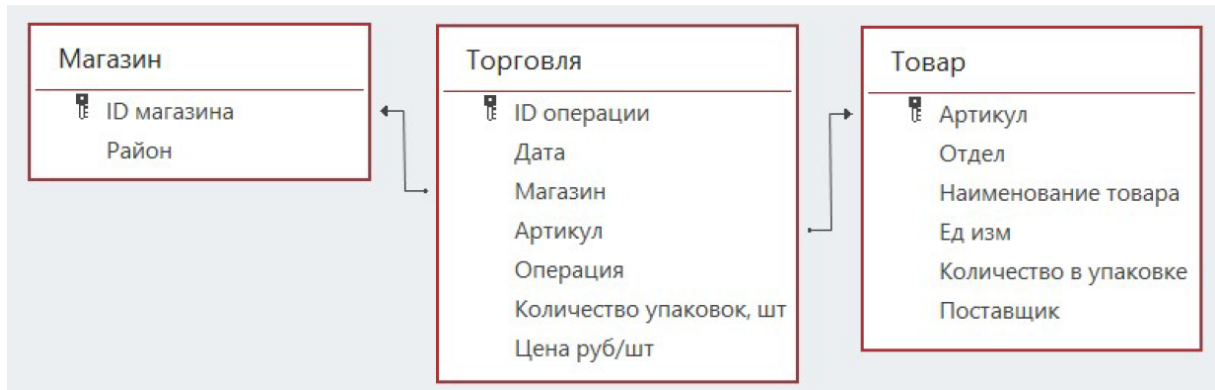 Магазин
ID магазина
Район
Торговля
ID операции
Дата
Магазин
Артикул
Операция
Количество упаковок, шт
Цена руб/шт
Товар
Артикул
Отдел
Наименование товара
Ед изм
Количество в упаковке
Поставщик